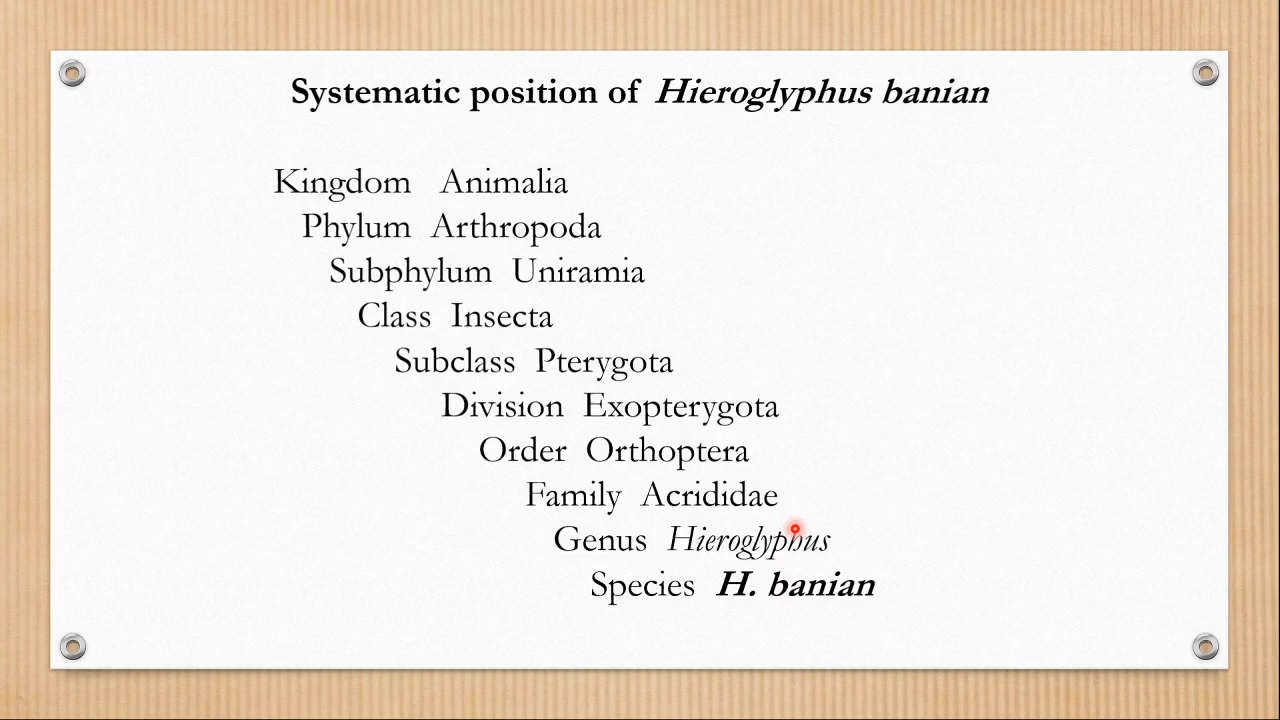 Systematic position of Hieroglyphus banian
Kingdom Animalia
Phylum Arthropoda
Subphylum Uniramia
Class Insecta
Subclass Pterygota
Division Exopterygota
Order Orthoptera
Family Acrididae
Genus Hieroglyphus
Species H. banian